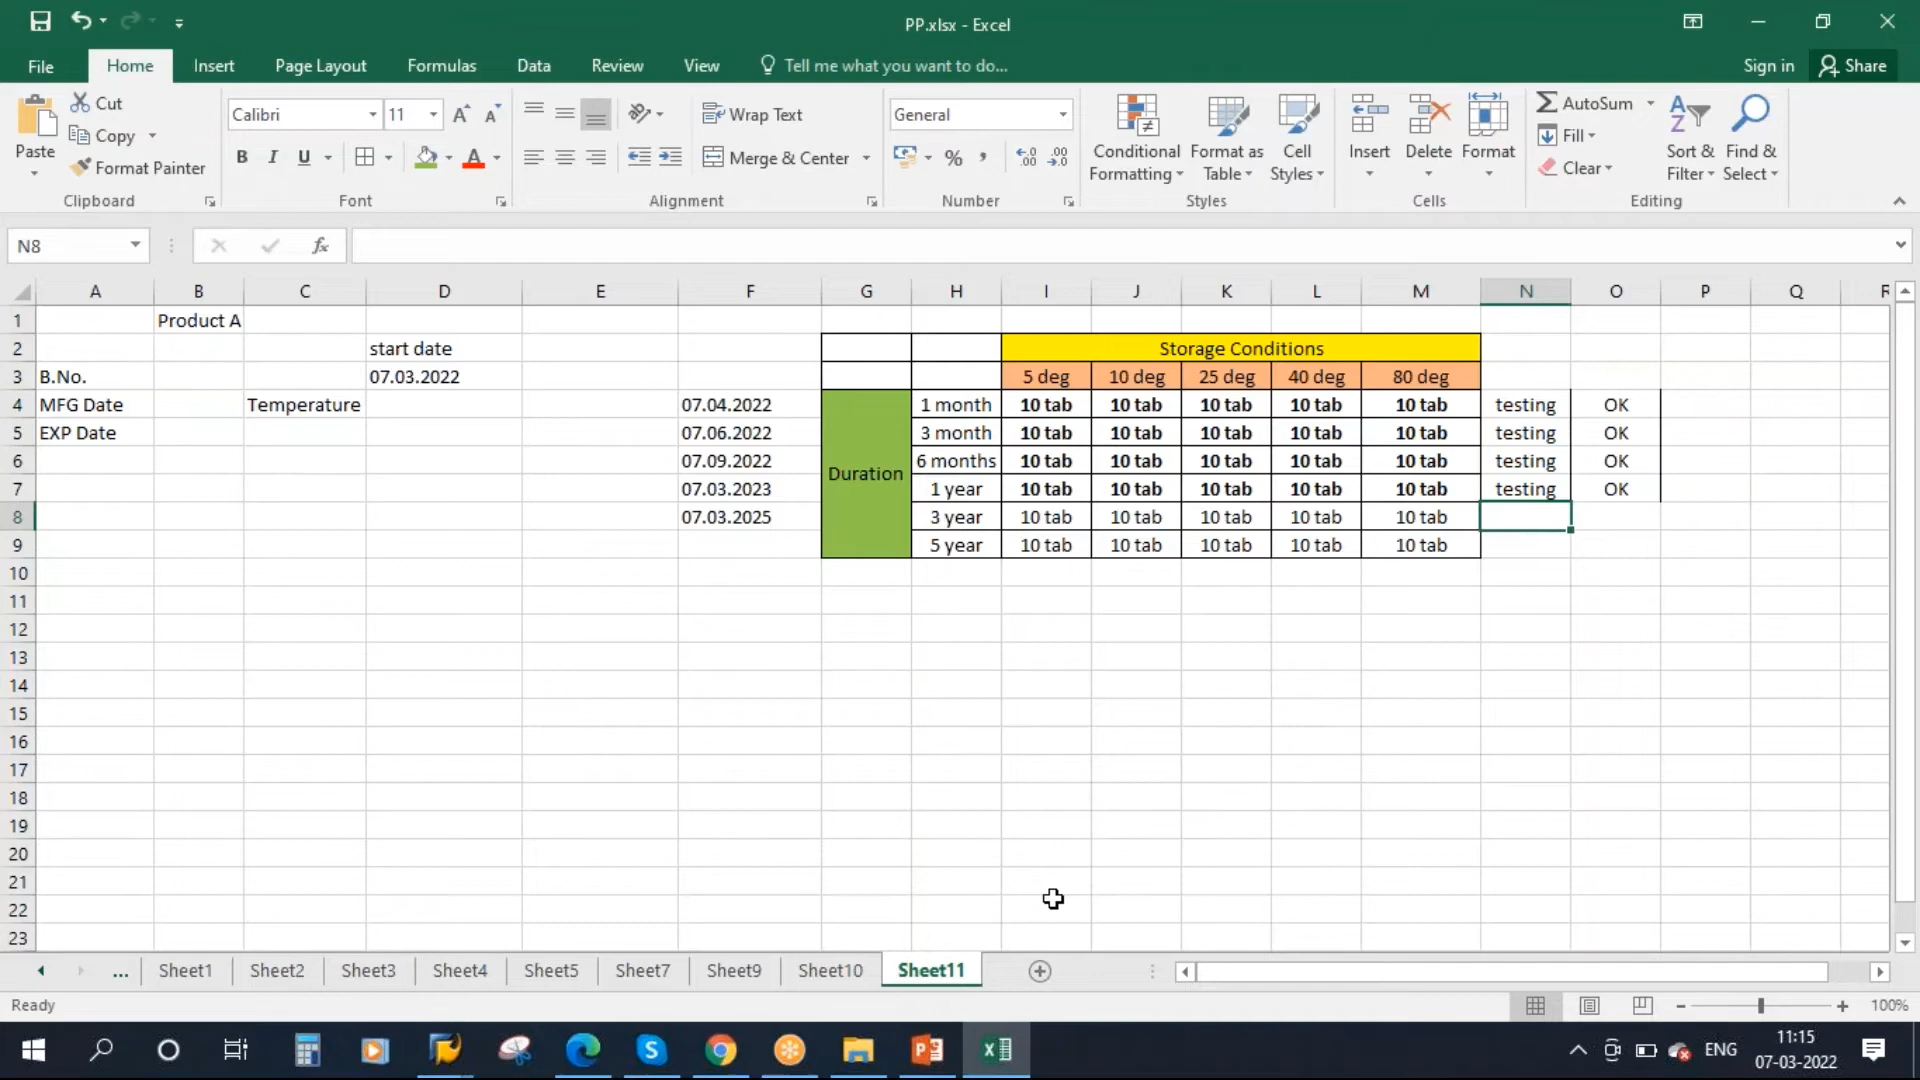 PP.xlsx - Excel
File Home Insert Page Layout Formulas Data Review View Tell me what you want to do... Sign in Share
Paste Cut Copy Format Painter Clipboard
Calibri 11 B I U Font
Wrap Text Merge & Center Alignment
General % Number
Conditional Formatting Format as Table Cell Styles Styles
Insert Delete Format Cells
AutoSum Fill Clear Sort & Filter Find & Select Editing
N8 fx
A B C D E F G H I J K L M N O P Q R
1 Product A
2 start date Storage Conditions
3 B.No. 07.03.2022 5 deg 10 deg 25 deg 40 deg 80 deg
4 MFG Date Temperature 07.04.2022 1 month 10 tab 10 tab 10 tab 10 tab 10 tab testing OK
5 EXP Date 07.06.2022 3 month 10 tab 10 tab 10 tab 10 tab 10 tab testing OK
6 07.09.2022 Duration 6 months 10 tab 10 tab 10 tab 10 tab 10 tab testing OK
7 07.03.2023 1 year 10 tab 10 tab 10 tab 10 tab 10 tab testing OK
8 07.03.2025 3 year 10 tab 10 tab 10 tab 10 tab 10 tab
9 5 year 10 tab 10 tab 10 tab 10 tab 10 tab
10
11
12
13
14
15
16
17
18
19
20
21
22
23
... Sheet1 Sheet2 Sheet3 Sheet4 Sheet5 Sheet7 Sheet9 Sheet10 Sheet11
Ready 100%
ENG 11:15
07-03-2022